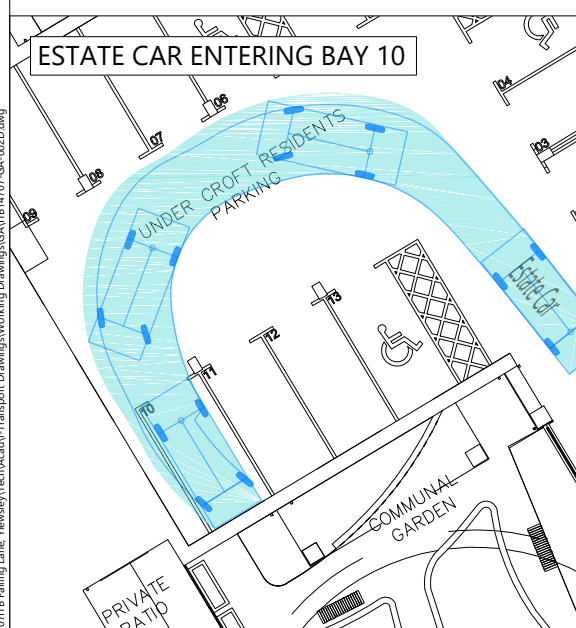 ESTATE CAR ENTERING BAY 10
06
07
08
09
04
03
UNDER CROFT RESIDENTS
PARKING
Estate Car
13
12
11
10
COMMUNAL
GARDEN
PRIVATE
PATIO